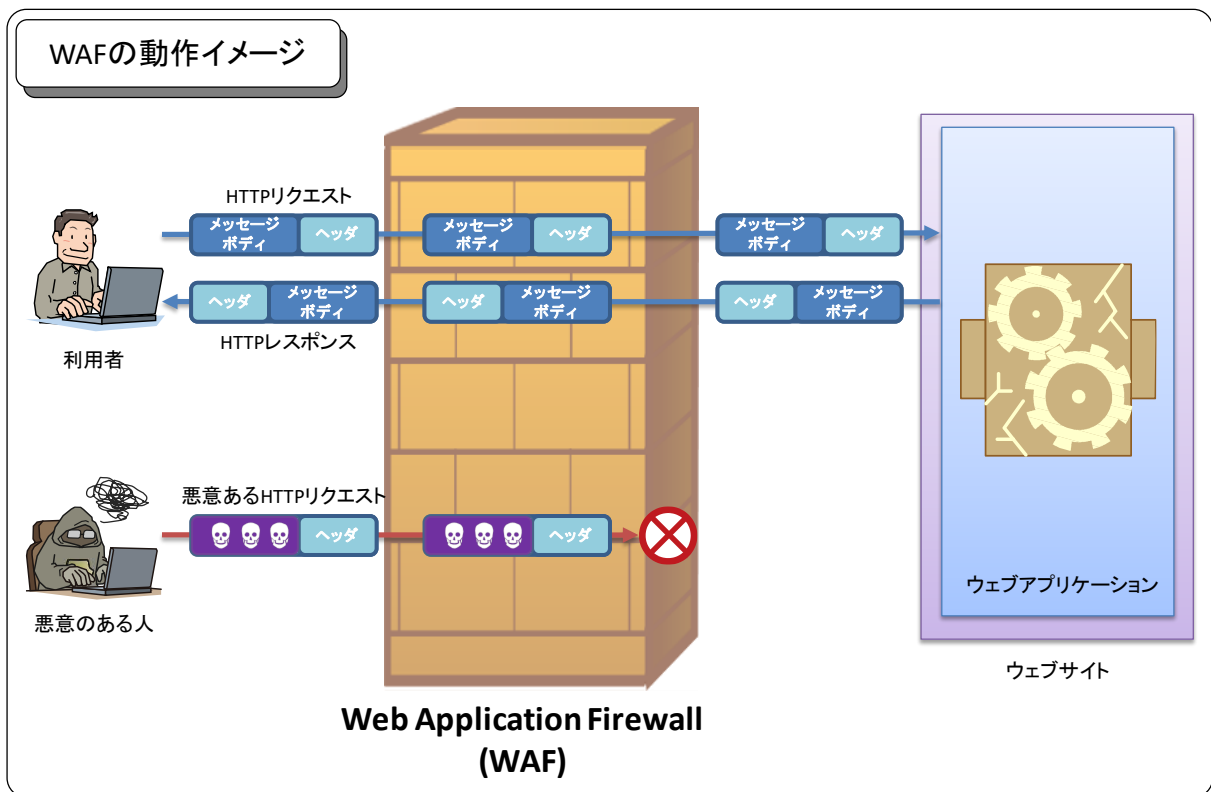 WAFの動作イメージ
HTTPリクエスト
メッセージ
ボディ
ヘッダ
メッセージ
ボディ
ヘッダ
メッセージ
ボディ
ヘッダ
ヘッダ
メッセージ
ボディ
ヘッダ
メッセージ
ボディ
ヘッダ
メッセージ
ボディ
HTTPレスポンス
利用者
悪意あるHTTPリクエスト
ヘッダ
ヘッダ
悪意のある人
ウェブアプリケーション
ウェブサイト
Web Application Firewall
(WAF)